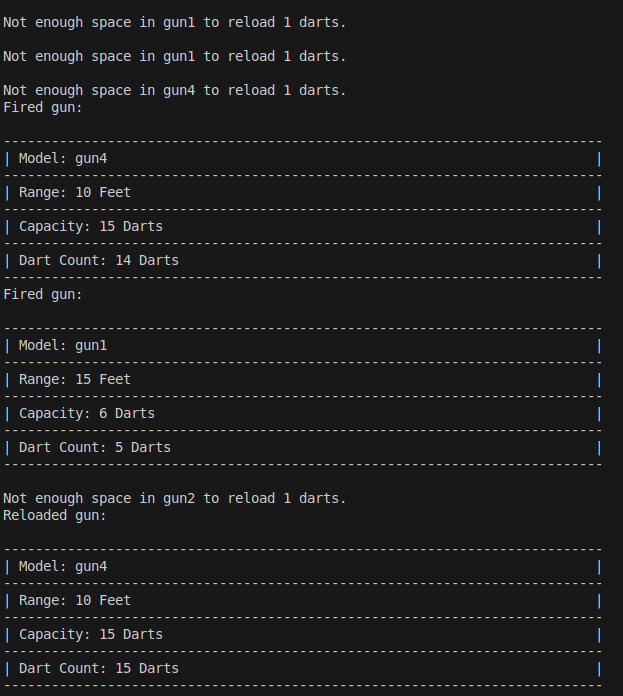 Not enough space in gun1 to reload 1 darts.
Not enough space in gun1 to reload 1 darts.
Not enough space in gun4 to reload 1 darts.
Fired gun:
---------------------------------------------------------------------------
| Model: gun4 |
---------------------------------------------------------------------------
| Range: 10 Feet |
---------------------------------------------------------------------------
| Capacity: 15 Darts |
---------------------------------------------------------------------------
| Dart Count: 14 Darts |
---------------------------------------------------------------------------
Fired gun:
---------------------------------------------------------------------------
| Model: gun1 |
---------------------------------------------------------------------------
| Range: 15 Feet |
---------------------------------------------------------------------------
| Capacity: 6 Darts |
---------------------------------------------------------------------------
| Dart Count: 5 Darts |
---------------------------------------------------------------------------
Not enough space in gun2 to reload 1 darts.
Reloaded gun:
---------------------------------------------------------------------------
| Model: gun4 |
---------------------------------------------------------------------------
| Range: 10 Feet |
---------------------------------------------------------------------------
| Capacity: 15 Darts |
---------------------------------------------------------------------------
| Dart Count: 15 Darts |
---------------------------------------------------------------------------